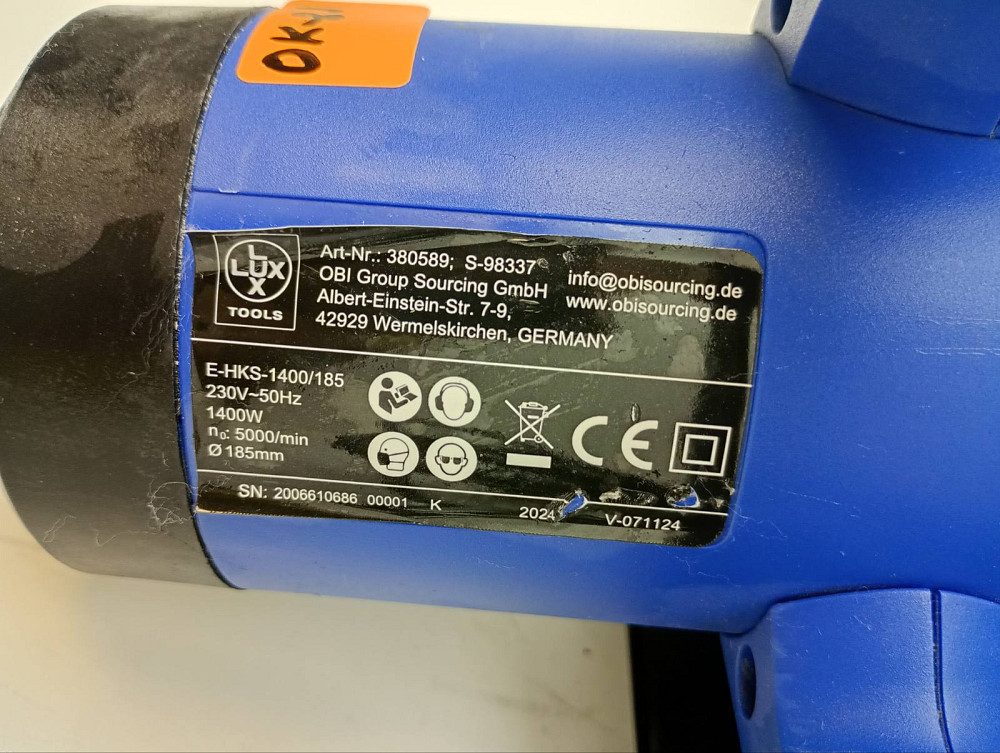 OK-Y
LUX
LUX
TOOLS
Art-Nr.: 380589; S-98337
OBI Group Sourcing GmbH
Albert-Einstein-Str. 7-9,
42929 Wermelskirchen, GERMANY
info@obisourcing.de
www.obisourcing.de
E-HKS-1400/185
230V~50Hz
1400W
n₀: 5000/min
Ø 185mm
CE
SN: 2006610686 00001 K
2024
V-071124